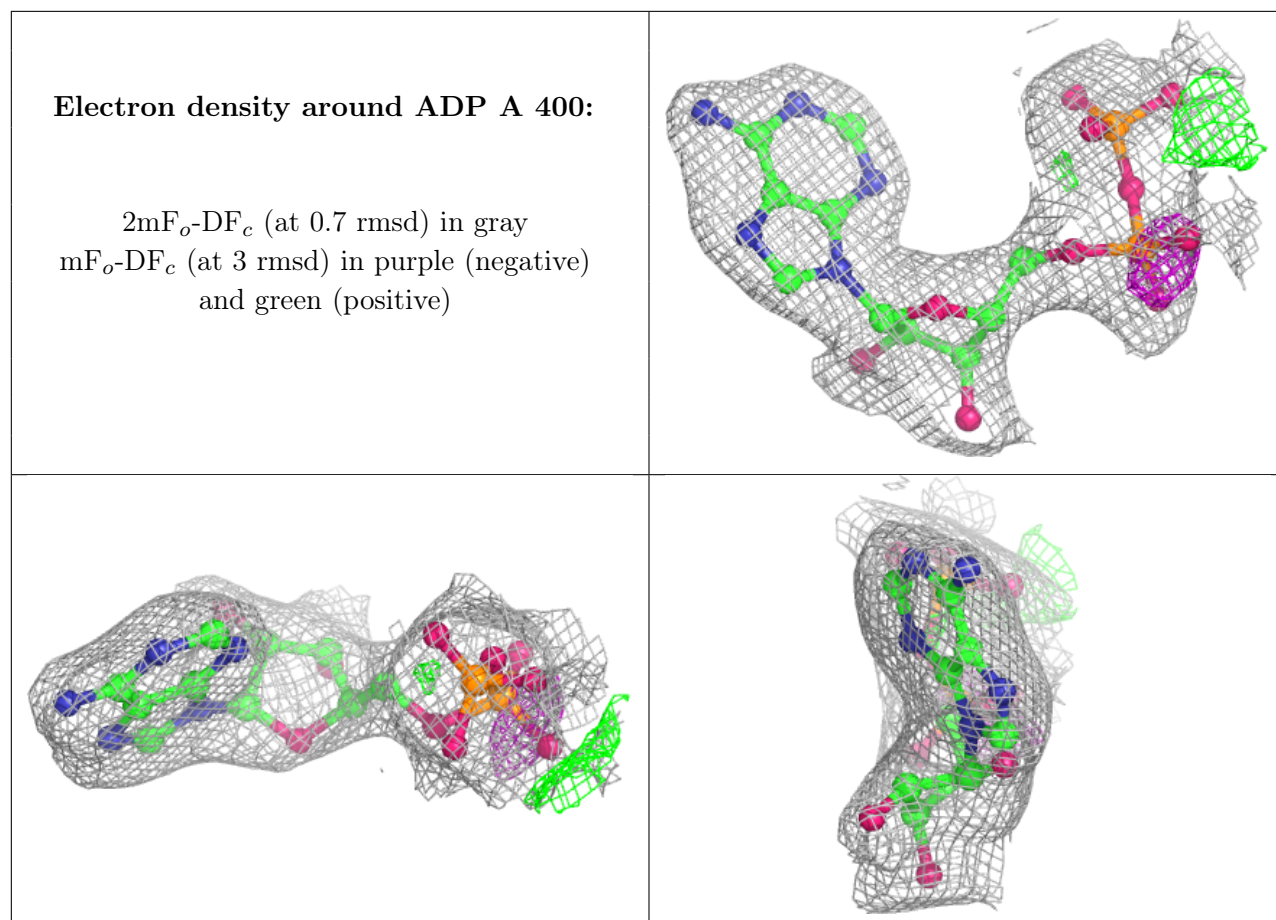 Electron density around ADP A 400:
2mFo-DFc (at 0.7 rmsd) in gray
mFo-DFc (at 3 rmsd) in purple (negative)
and green (positive)